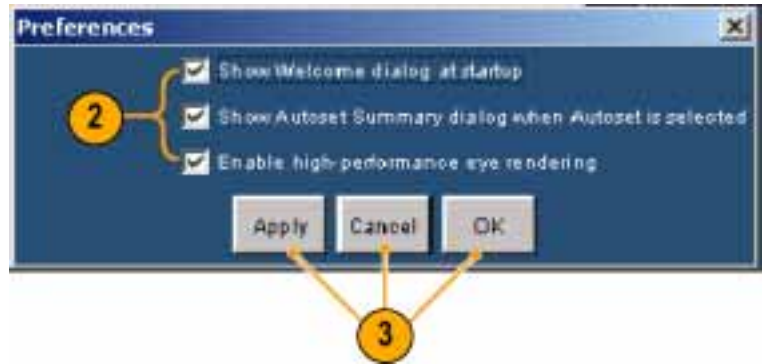 Preferences
Show Welcome dialog at startup
2
Show Autoset Summary dialog when Autoset is selected
Enable high-performance eye rendering
Apply Cancel OK
3